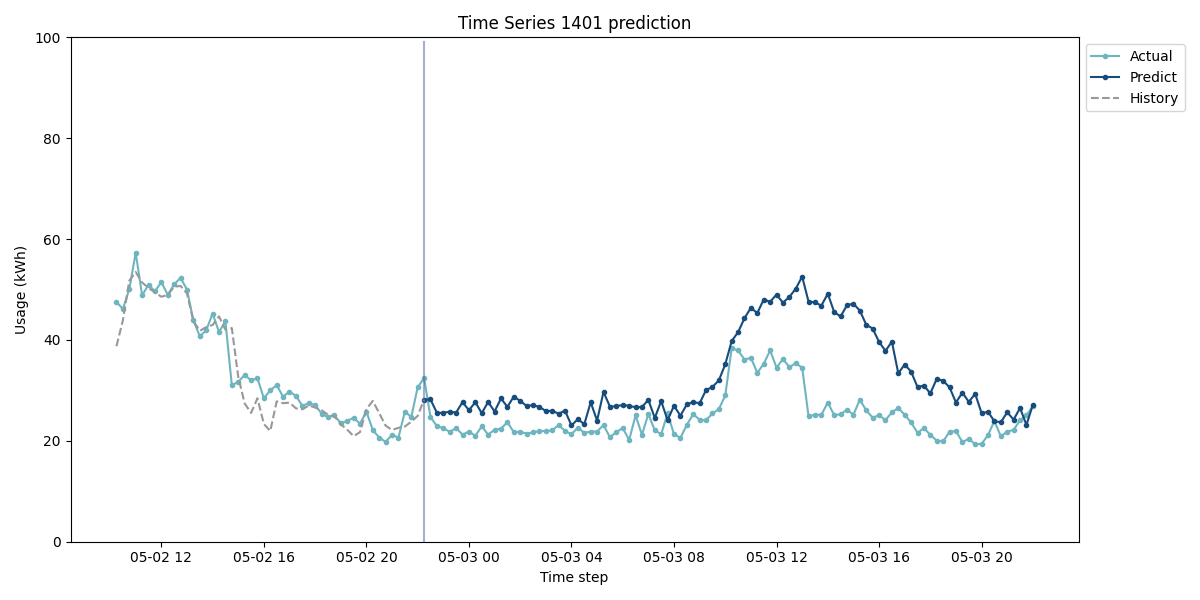 Time Series 1401 prediction
100
80
60
40
20
0
Usage (kWh)
05-02 12
05-02 16
05-02 20
05-03 00
05-03 04
05-03 08
05-03 12
05-03 16
05-03 20
Time step
Actual
Predict
History